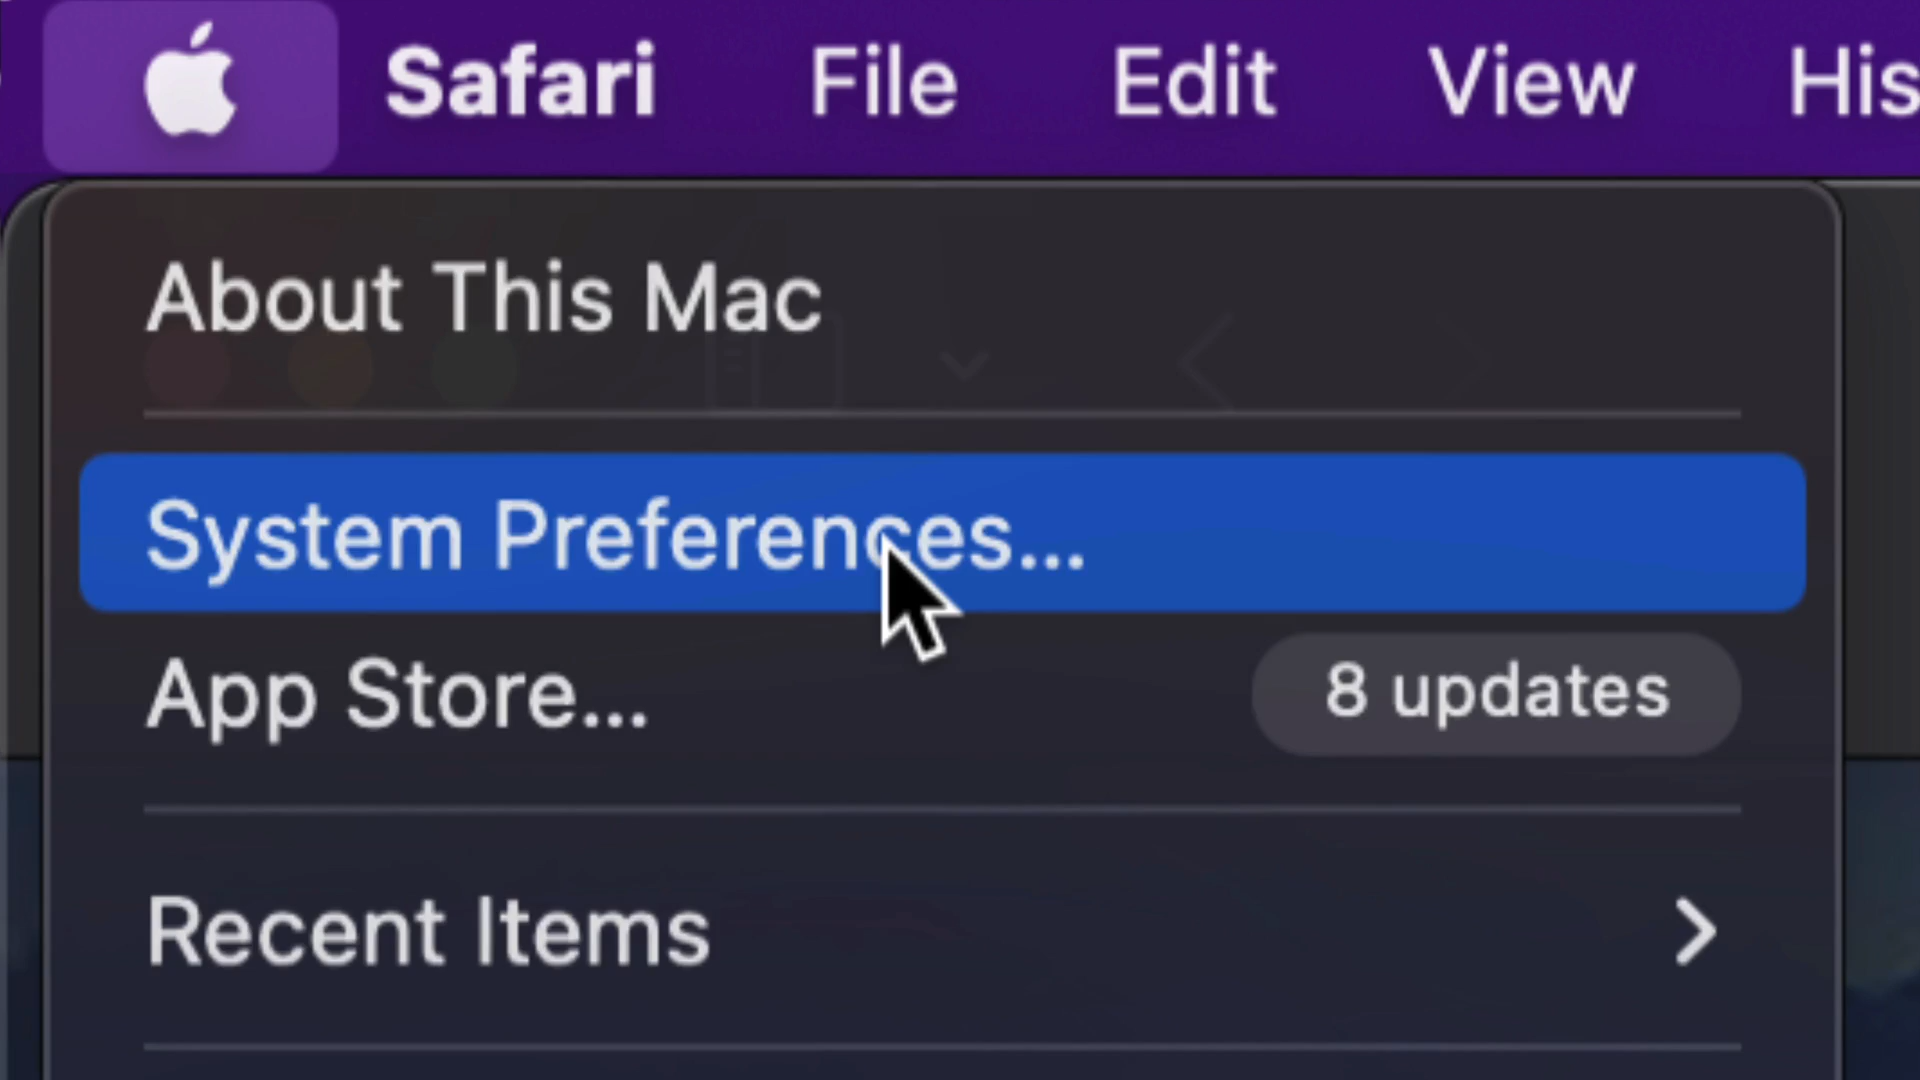 Safari File Edit View His
About This Mac
System Preferences...
App Store... 8 updates
Recent Items